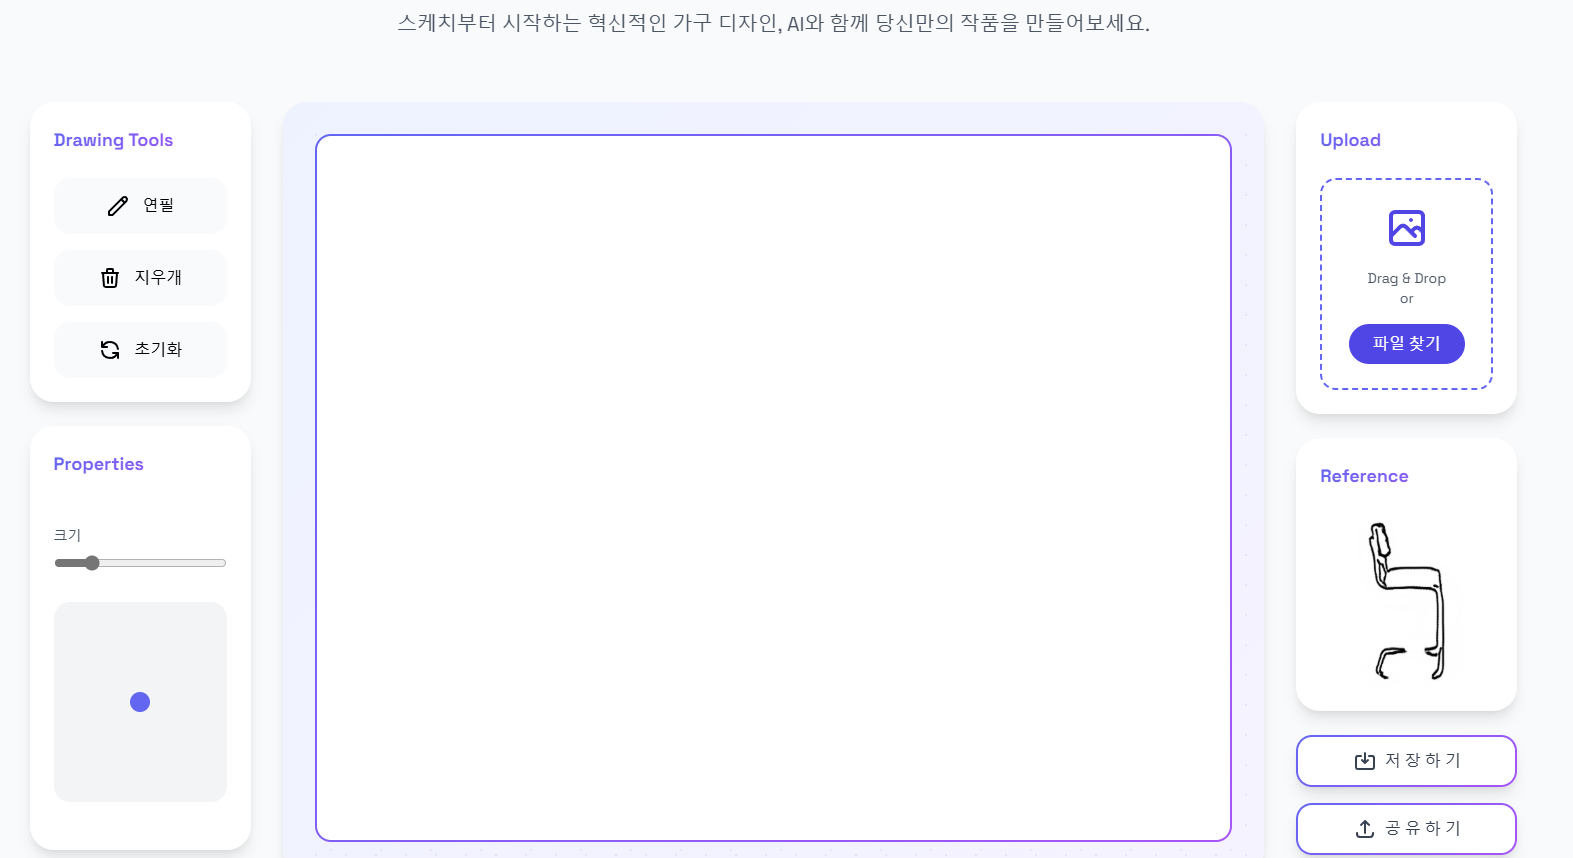 스케치부터 시작하는 혁신적인 가구 디자인, AI와 함께 당신만의 작품을 만들어보세요.
Drawing Tools
연필
지우개
초기화
Properties
크기
Upload
Drag & Drop
or
파일 찾기
Reference
저장하기
공유하기